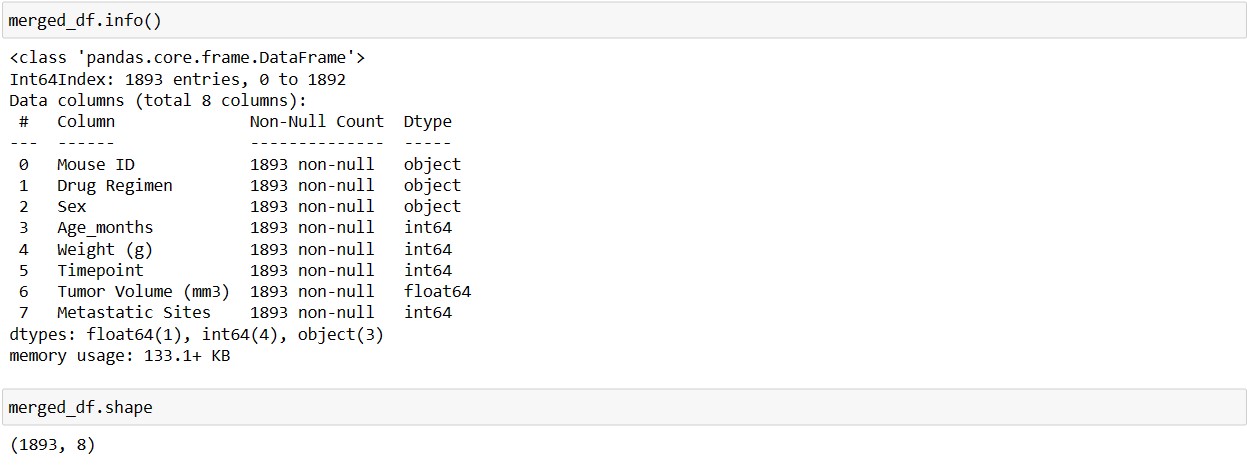 merged_df.info()
<class 'pandas.core.frame.DataFrame'>
Int64Index: 1893 entries, 0 to 1892
Data columns (total 8 columns):
 #   Column              Non-Null Count  Dtype
---  ------              --------------  -----
 0   Mouse ID            1893 non-null   object
 1   Drug Regimen        1893 non-null   object
 2   Sex                 1893 non-null   object
 3   Age_months          1893 non-null   int64
 4   Weight (g)          1893 non-null   int64
 5   Timepoint           1893 non-null   int64
 6   Tumor Volume (mm3)  1893 non-null   float64
 7   Metastatic Sites    1893 non-null   int64
dtypes: float64(1), int64(4), object(3)
memory usage: 133.1+ KB
merged_df.shape
(1893, 8)